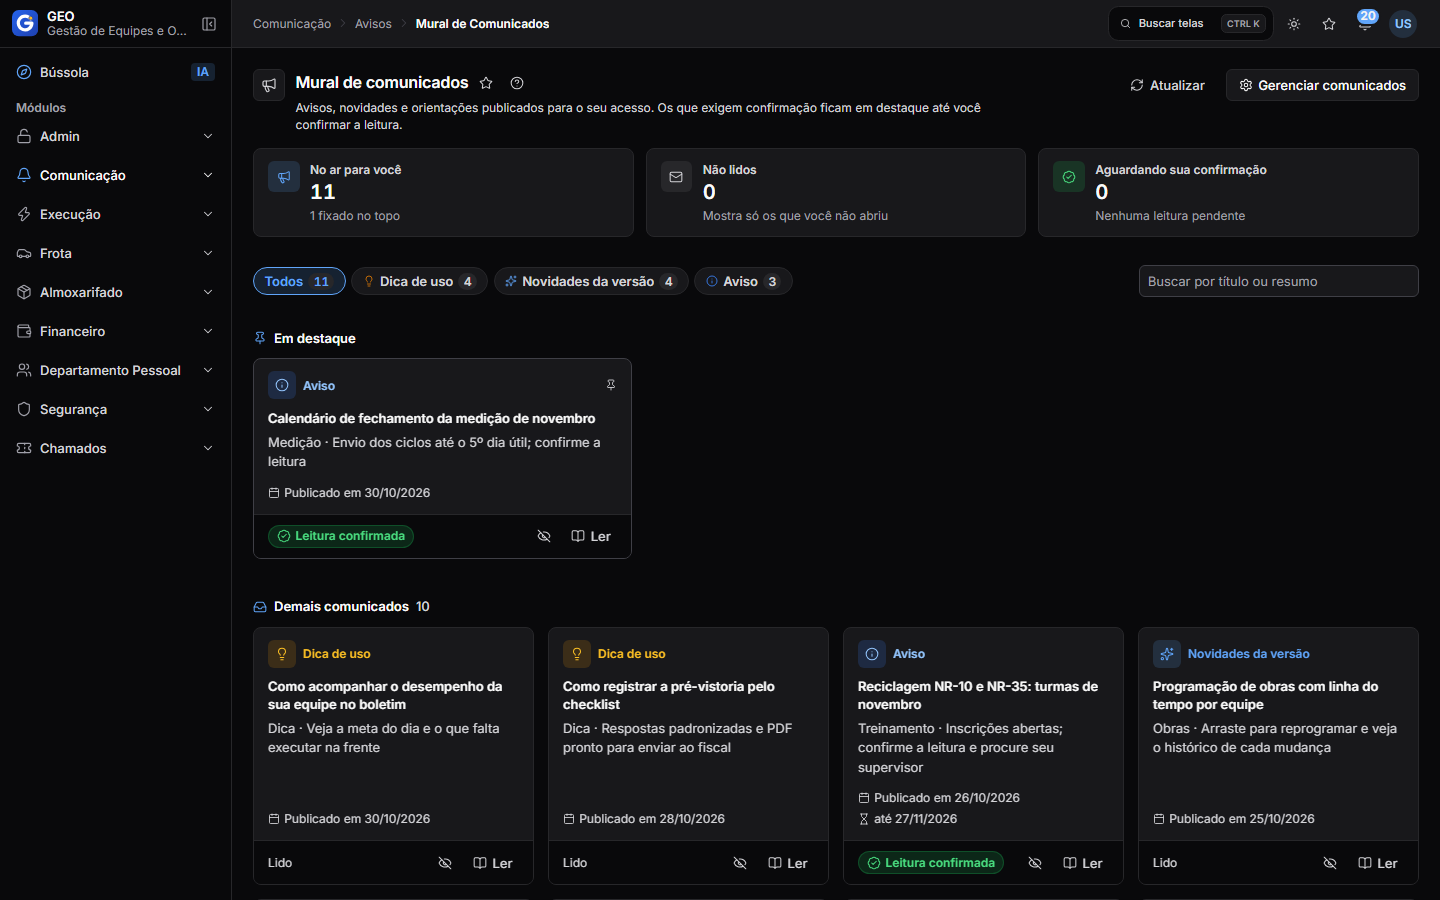 GEO
Gestão de Equipes e O...
Comunicação
Avisos
Mural de Comunicados
Buscar telas
CTRL K
20
US
Bússola
IA
Módulos
Admin
Comunicação
Execução
Frota
Almoxarifado
Financeiro
Departamento Pessoal
Segurança
Chamados
Mural de comunicados
Avisos, novidades e orientações publicados para o seu acesso. Os que exigem confirmação ficam em destaque até você
confirmar a leitura.
Atualizar
Gerenciar comunicados
No ar para você
11
1 fixado no topo
Não lidos
0
Mostra só os que você não abriu
Aguardando sua confirmação
0
Nenhuma leitura pendente
Todos 11
Dica de uso 4
Novidades da versão 4
Aviso 3
Buscar por título ou resumo
Em destaque
Aviso
Calendário de fechamento da medição de novembro
Medição · Envio dos ciclos até o 5º dia útil; confirme a
leitura
Publicado em 30/10/2026
Leitura confirmada
Ler
Demais comunicados 10
Dica de uso
Como acompanhar o desempenho da
sua equipe no boletim
Dica · Veja a meta do dia e o que falta
executar na frente
Publicado em 30/10/2026
Lido
Ler
Dica de uso
Como registrar a pré-vistoria pelo
checklist
Dica · Respostas padronizadas e PDF
pronto para enviar ao fiscal
Publicado em 28/10/2026
Lido
Ler
Aviso
Reciclagem NR-10 e NR-35: turmas de
novembro
Treinamento · Inscrições abertas;
confirme a leitura e procure seu
supervisor
Publicado em 26/10/2026
até 27/11/2026
Leitura confirmada
Ler
Novidades da versão
Programação de obras com linha do
tempo por equipe
Obras · Arraste para reprogramar e veja
o histórico de cada mudança
Publicado em 25/10/2026
Lido
Ler